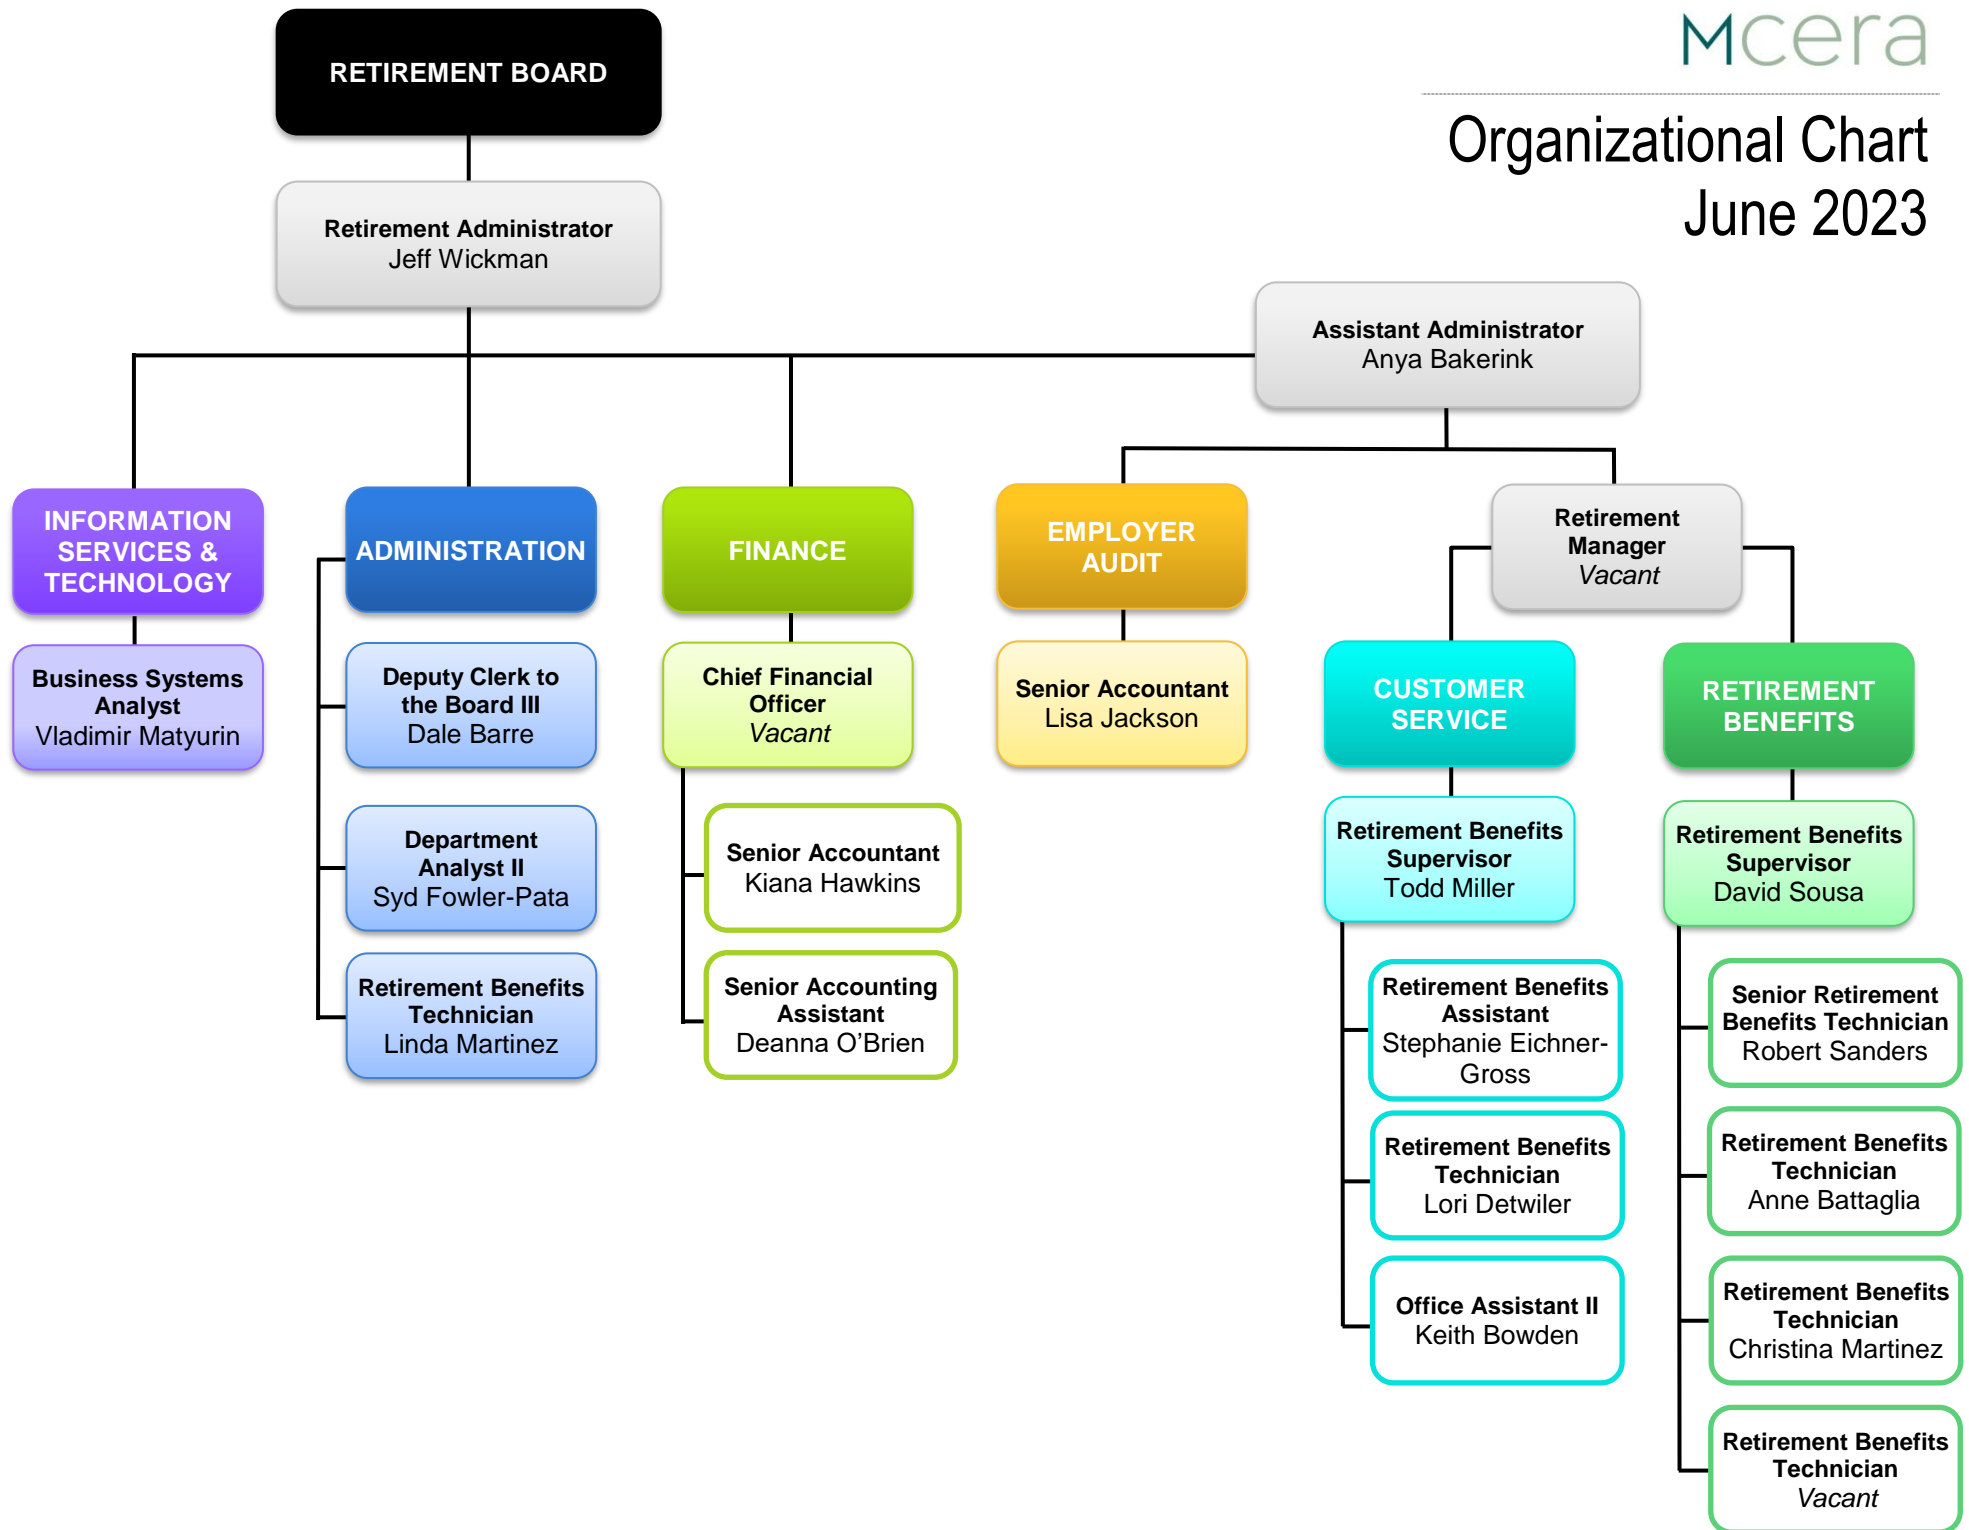 Mcera
Organizational Chart
June 2023
RETIREMENT BOARD
Retirement Administrator
Jeff Wickman
Assistant Administrator
Anya Bakerink
INFORMATION
SERVICES &
TECHNOLOGY
Business Systems
Analyst
Vladimir Matyurin
ADMINISTRATION
Deputy Clerk to
the Board III
Dale Barre
Department
Analyst II
Syd Fowler-Pata
Retirement Benefits
Technician
Linda Martinez
FINANCE
Chief Financial
Officer
Vacant
Senior Accountant
Kiana Hawkins
Senior Accounting
Assistant
Deanna O’Brien
EMPLOYER
AUDIT
Senior Accountant
Lisa Jackson
Retirement
Manager
Vacant
CUSTOMER
SERVICE
Retirement Benefits
Supervisor
Todd Miller
Retirement Benefits
Assistant
Stephanie Eichner-
Gross
Retirement Benefits
Technician
Lori Detwiler
Office Assistant II
Keith Bowden
RETIREMENT
BENEFITS
Retirement Benefits
Supervisor
David Sousa
Senior Retirement
Benefits Technician
Robert Sanders
Retirement Benefits
Technician
Anne Battaglia
Retirement Benefits
Technician
Christina Martinez
Retirement Benefits
Technician
Vacant